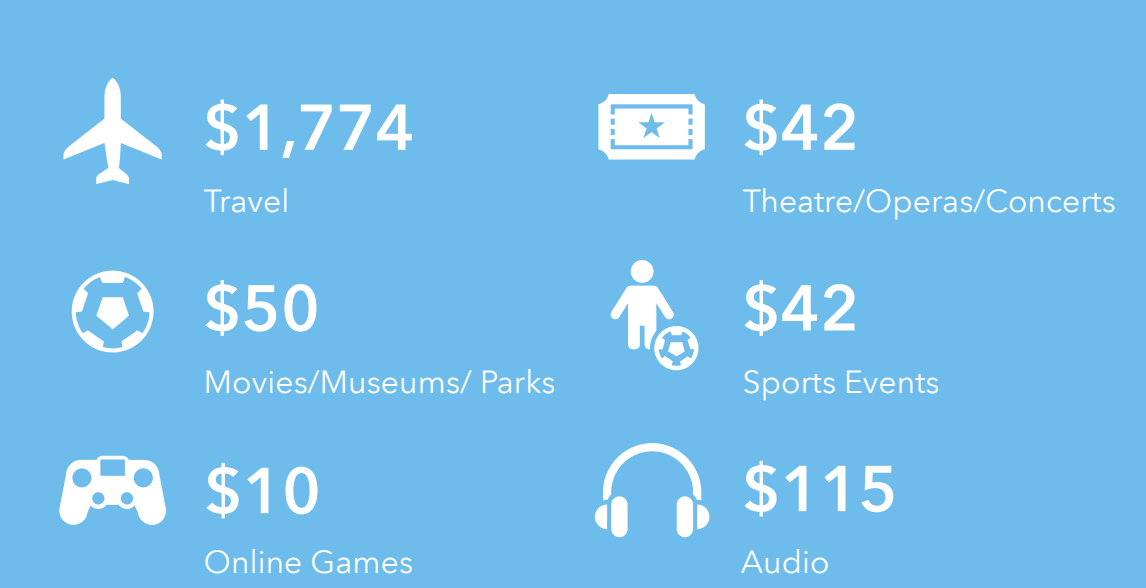 $1,774
Travel
$42
Theatre/Operas/Concerts
$50
Movies/Museums/ Parks
$42
Sports Events
$10
Online Games
$115
Audio